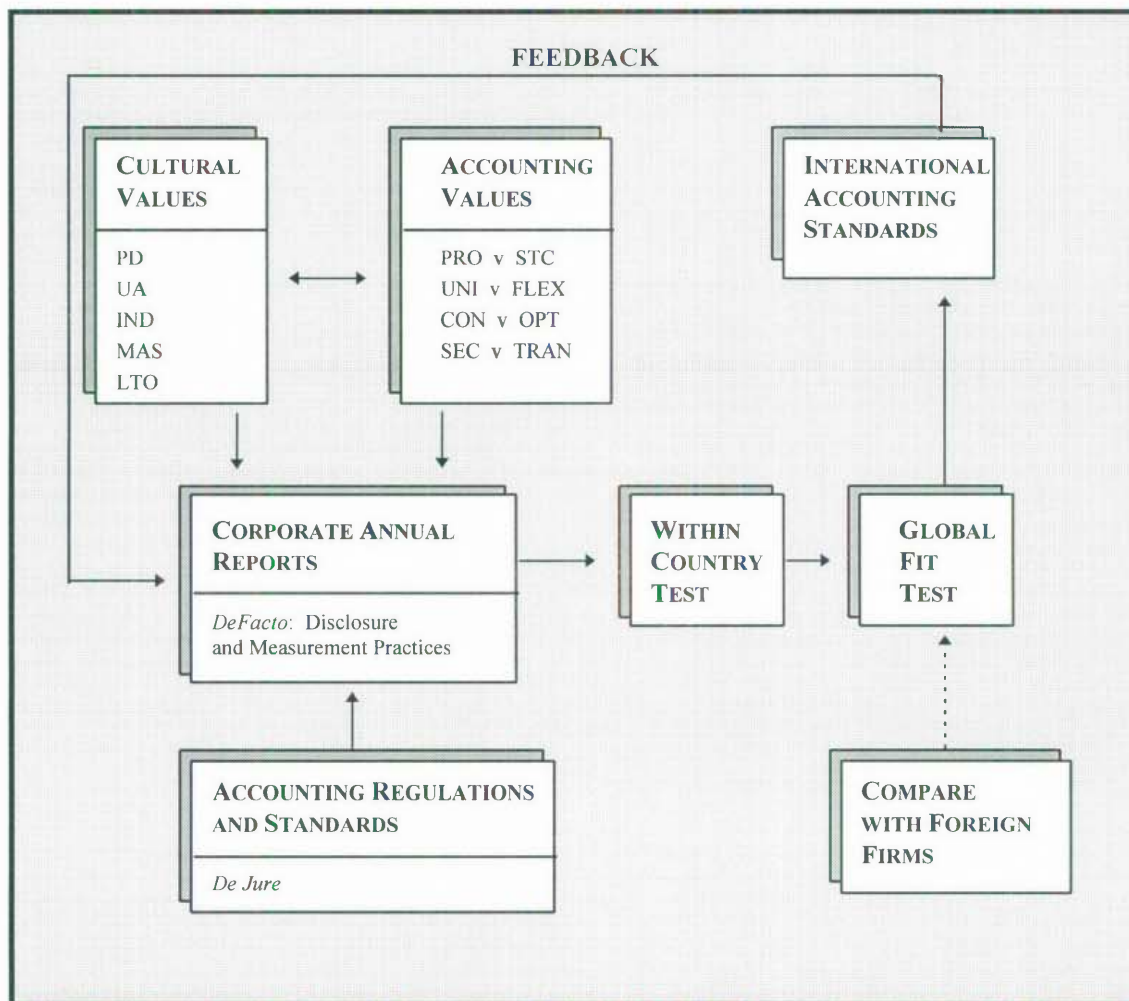 FEEDBACK
CULTURAL
VALUES
PD
UA
IND
MAS
LTO
ACCOUNTING
VALUES
PRO v STC
UNI v FLEX
CON v OPT
SEC v TRAN
INTERNATIONAL
ACCOUNTING
STANDARDS
CORPORATE ANNUAL
REPORTS
DeFacto: Disclosure
and Measurement Practices
WITHIN
COUNTRY
TEST
GLOBAL
FIT
TEST
ACCOUNTING REGULATIONS
AND STANDARDS
De Jure
COMPARE
WITH FOREIGN
FIRMS